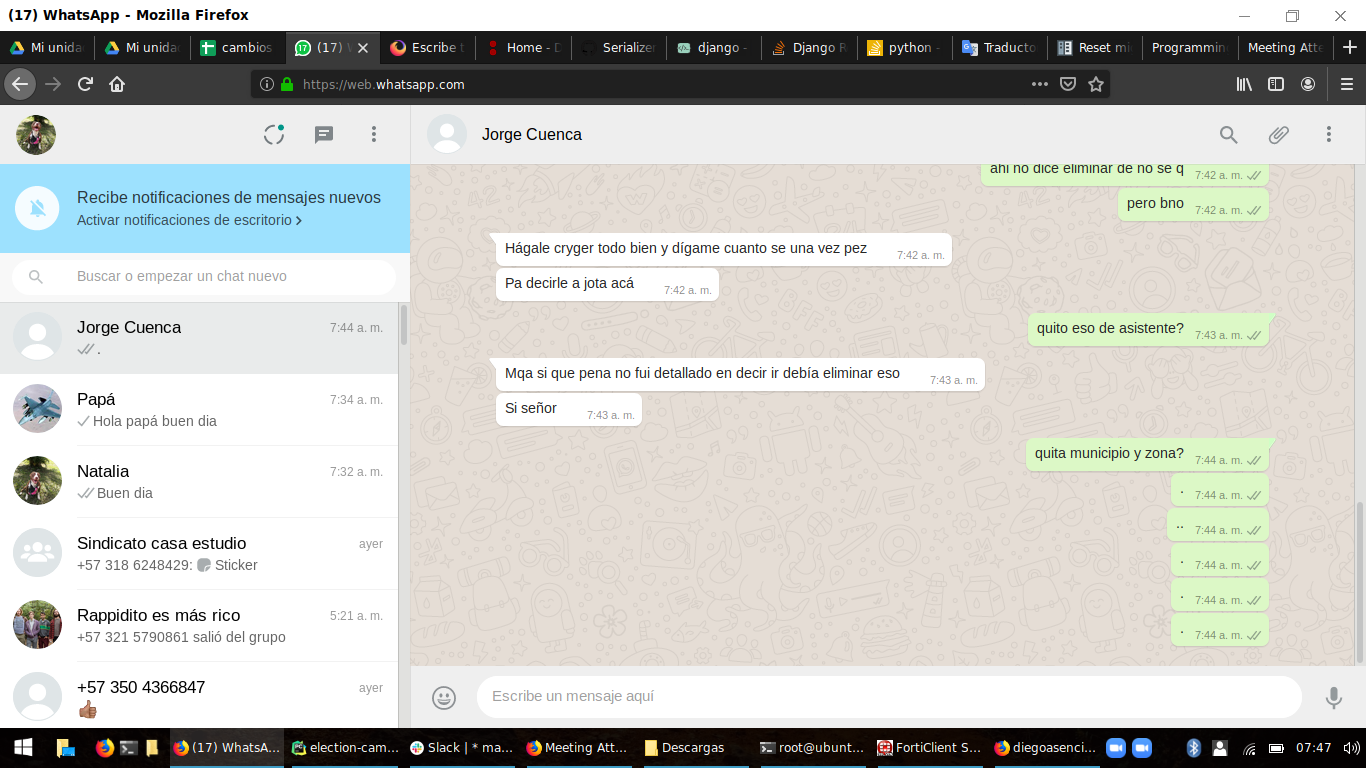 (17) WhatsApp - Mozilla Firefox
Mi unida
Mi unida
cambios
(17) W
Escribe t
Home - D
Serializer
django -
Django R
python -
Traducto
Reset mi
Programmin
Meeting Atte
https://web.whatsapp.com
Jorge Cuenca
Recibe notificaciones de mensajes nuevos
Activar notificaciones de escritorio >
Buscar o empezar un chat nuevo
Jorge Cuenca 7:44 a. m.
.
Papá 7:34 a. m.
Hola papá buen dia
Natalia 7:32 a. m.
Buen dia
Sindicato casa estudio ayer
+57 318 6248429: Sticker
Rappidito es más rico 5:21 a. m.
+57 321 5790861 salió del grupo
+57 350 4366847 ayer
👍🏽
ahi no dice eliminar de no se q 7:42 a. m.
pero bno 7:42 a. m.
Hágale cryger todo bien y dígame cuanto se una vez pez 7:42 a. m.
Pa decirle a jota acá 7:42 a. m.
quito eso de asistente? 7:43 a. m.
Mqa si que pena no fui detallado en decir ir debía eliminar eso 7:43 a. m.
Si señor 7:43 a. m.
quita municipio y zona? 7:44 a. m.
. 7:44 a. m.
.. 7:44 a. m.
. 7:44 a. m.
. 7:44 a. m.
. 7:44 a. m.
Escribe un mensaje aquí
(17) WhatsA...
election-cam...
Slack | * ma...
Meeting Att...
Descargas
root@ubunt...
FortiClient S...
diegoasenci...
07:47